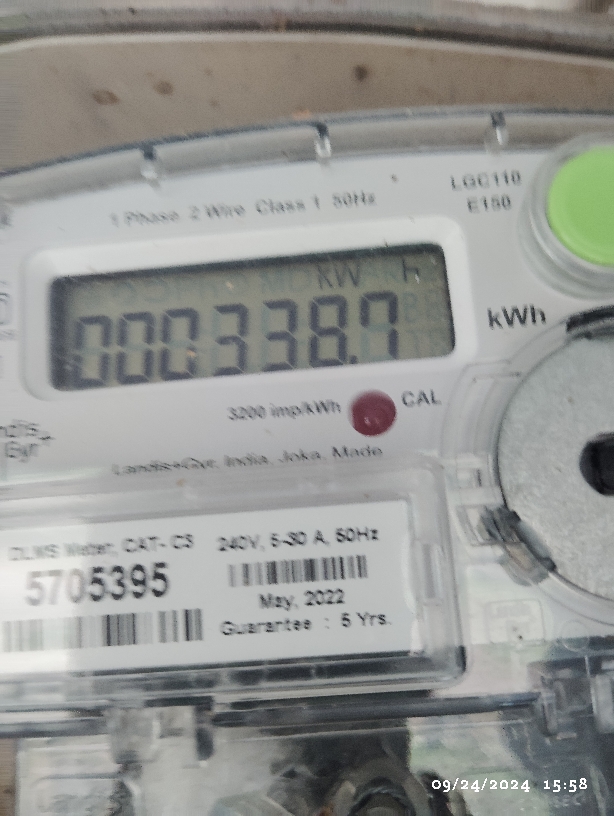 1 Phase 2 Wire Class 1 50Hz
LGC110
E150
KW H
000338.7
kWh
3200 imp/kWh
CAL
Landis+Gyr, India, Joka, Made
DLMS Meter, CAT- C3
240V, 5-30 A, 50Hz
5705395
May, 2022
Guarantee : 5 Yrs.
09/24/2024 15:58